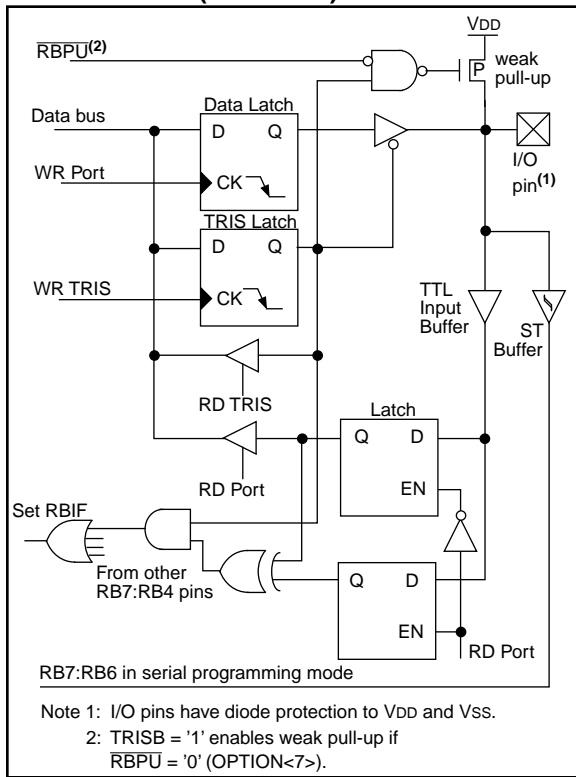 RBPU(2)
VDD
weak
pull-up
P
Data Latch
Data bus
D Q
WR Port
CK
I/O
pin(1)
TRIS Latch
D Q
WR TRIS
CK
TTL
Input
Buffer
ST
Buffer
RD TRIS
Latch
Q D
RD Port
EN
Set RBIF
From other
RB7:RB4 pins
Q D
EN
RD Port
RB7:RB6 in serial programming mode
Note 1: I/O pins have diode protection to VDD and VSS.
2: TRISB = '1' enables weak pull-up if
RBPU = '0' (OPTION<7>).